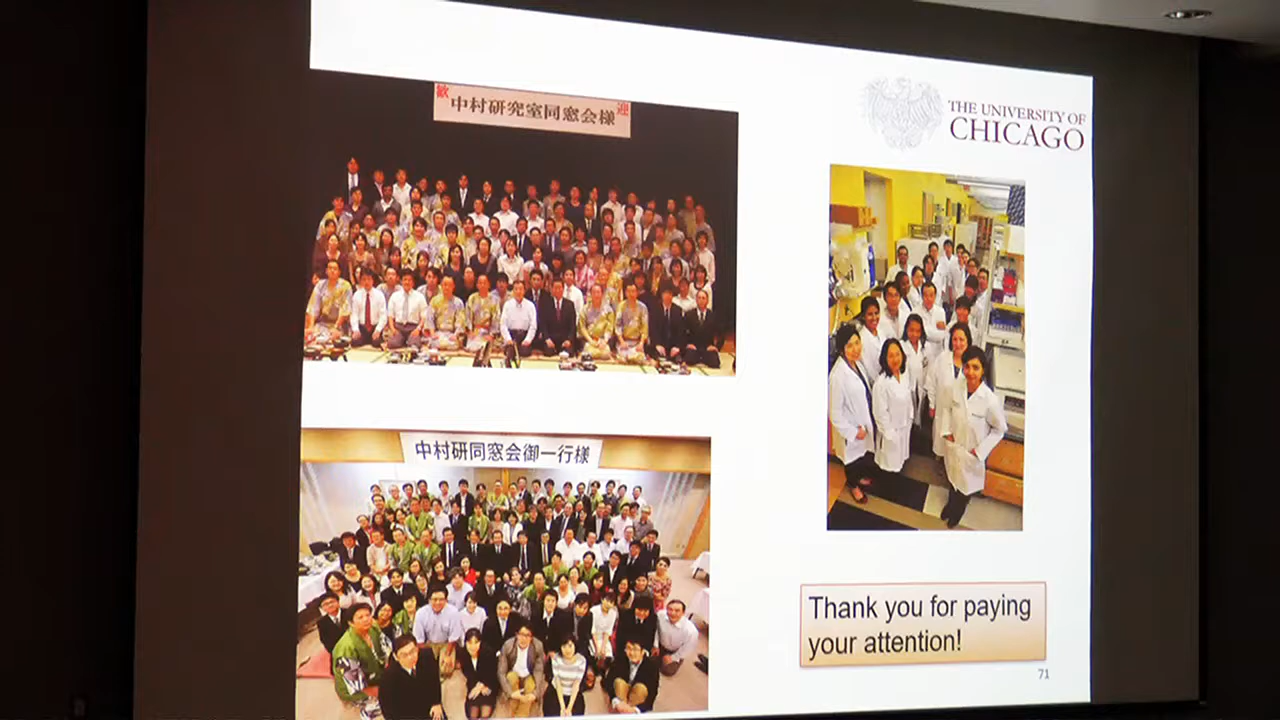 歓
中村研究室同窓会様
迎
THE UNIVERSITY OF
CHICAGO
中村研同窓会御一行様
Thank you for paying
your attention!
71